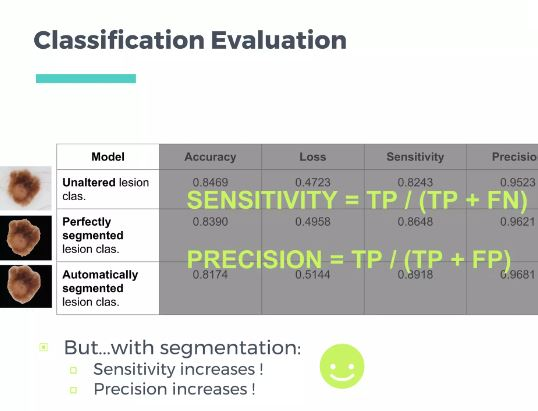 Classification Evaluation
Model Accuracy Loss Sensitivity Precisio
Unaltered lesion clas. 0.8469 0.4723 0.8243 0.9523
SENSITIVITY = TP / (TP + FN)
Perfectly segmented lesion clas. 0.8390 0.4958 0.8648 0.9621
PRECISION = TP / (TP + FP)
Automatically segmented lesion clas. 0.8174 0.5144 0.8918 0.9681
But...with segmentation:
Sensitivity increases !
Precision increases !